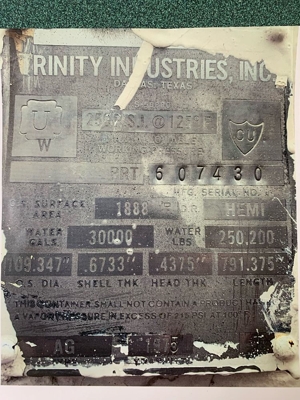 TRINITY INDUSTRIES, INC.
DALLAS, TEXAS
U
W
CU
250 P.S.I. @ 125°F
WORKING
PRT 607430
MFG. SERIAL NO.
O.S. SURFACE AREA 1888 HEMI
WATER GALS. 30000 WATER LBS 250,200
109.347" .6733" .4375" 791.375"
O.S DIA. SHELL THK HEAD THK LENGTH
THIS CONTAINER SHALL NOT CONTAIN A PRODUCT HAVING
A VAPOR PRESSURE IN EXCESS OF 215 PSI AT 100°F
AG 1975